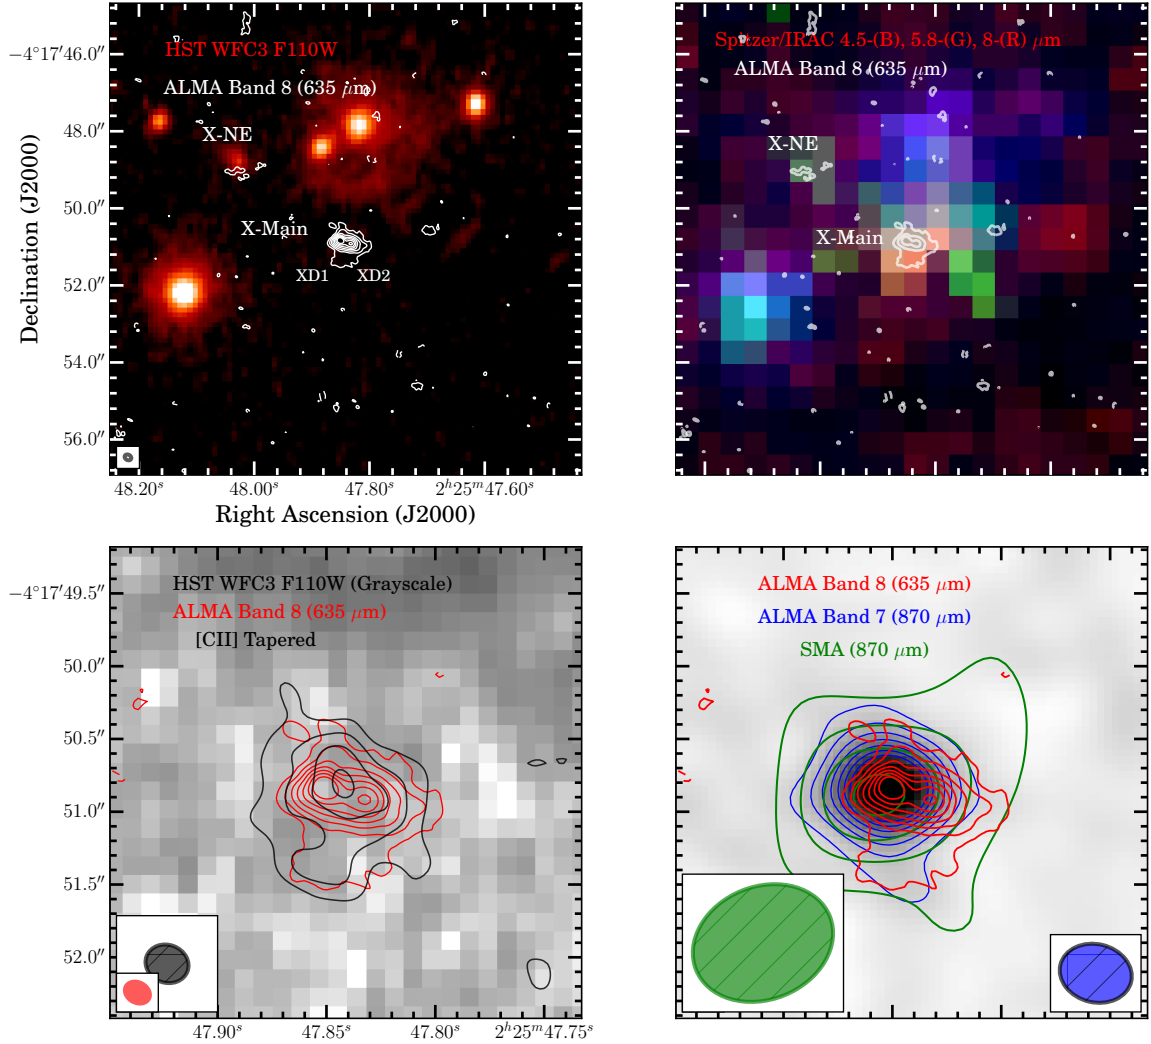 HST WFC3 F110W
ALMA Band 8 (635 μm)
X-NE
X-Main
XD1
XD2
−4°17′46.0″
48.0″
50.0″
52.0″
54.0″
56.0″
Declination (J2000)
48.20ˢ
48.00ˢ
47.80ˢ
2ʰ25ᵐ47.60ˢ
Right Ascension (J2000)
Spitzer/IRAC 4.5-(B), 5.8-(G), 8-(R) μm
ALMA Band 8 (635 μm)
X-NE
X-Main
HST WFC3 F110W (Grayscale)
ALMA Band 8 (635 μm)
[CII] Tapered
−4°17′49.5″
50.0″
50.5″
51.0″
51.5″
52.0″
47.90ˢ
47.85ˢ
47.80ˢ
2ʰ25ᵐ47.75ˢ
ALMA Band 8 (635 μm)
ALMA Band 7 (870 μm)
SMA (870 μm)